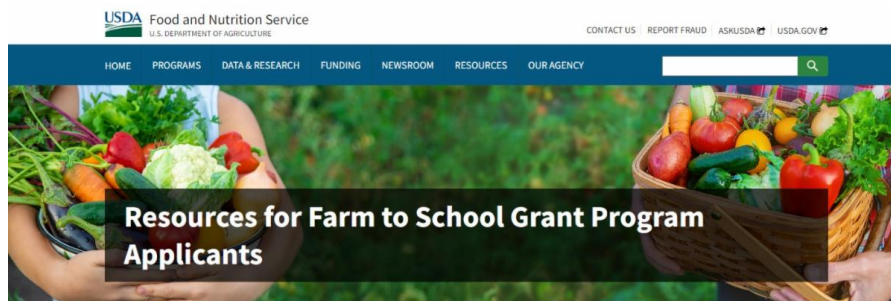 USDA Food and Nutrition Service
U.S. DEPARTMENT OF AGRICULTURE
CONTACT US REPORT FRAUD ASKUSDA USDA.GOV
HOME PROGRAMS DATA & RESEARCH FUNDING NEWSROOM RESOURCES OUR AGENCY
Resources for Farm to School Grant Program
Applicants